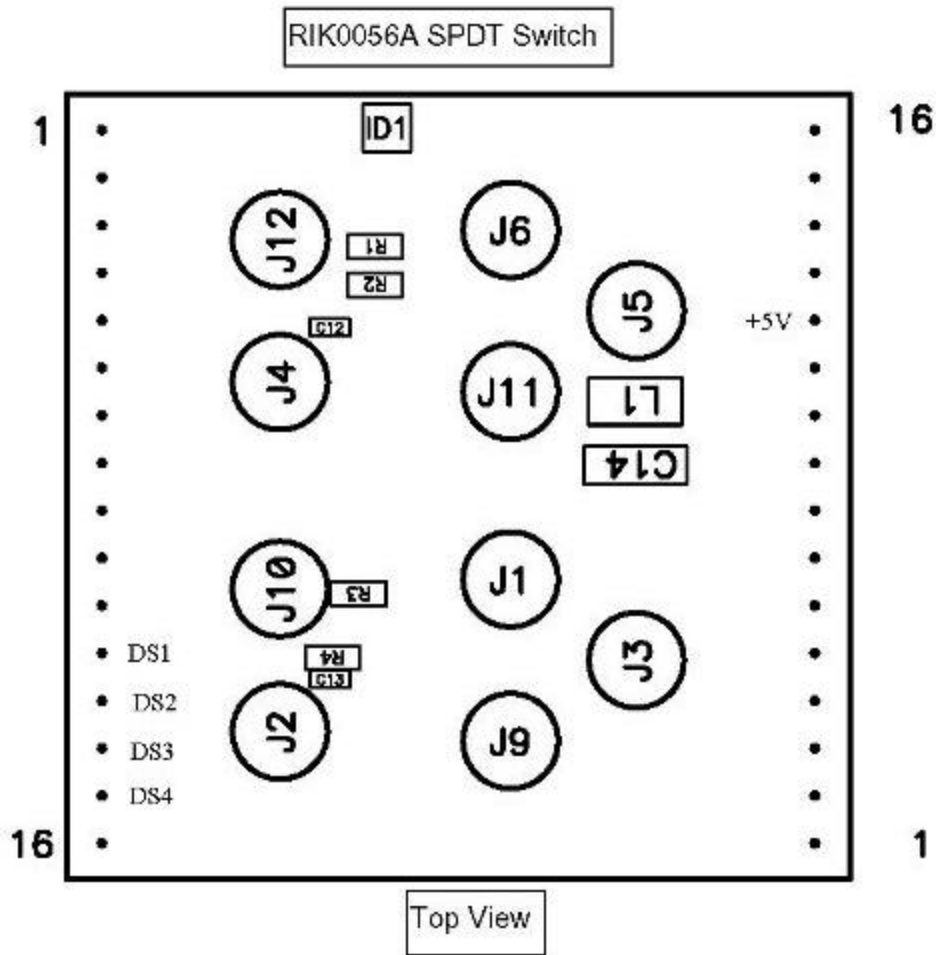 RIK0056A SPDT Switch
1
ID1
16
J12
R1
J6
R2
J5
C12
+5V
J4
J11
L1
C14
J10
R3
J1
DS1
R4
J3
C13
DS2
J2
J9
DS3
DS4
16
1
Top View